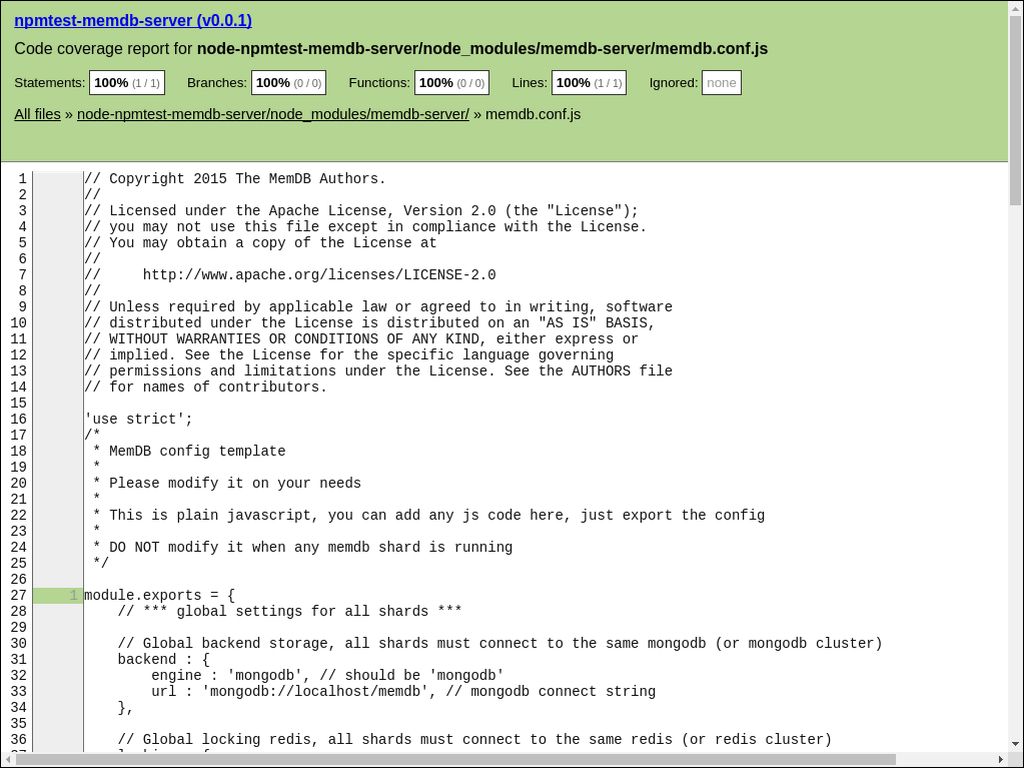 npmtest-memdb-server (v0.0.1)
Code coverage report for node-npmtest-memdb-server/node_modules/memdb-server/memdb.conf.js
Statements: 100% (1 / 1) Branches: 100% (0 / 0) Functions: 100% (0 / 0) Lines: 100% (1 / 1) Ignored: none
All files » node-npmtest-memdb-server/node_modules/memdb-server/ » memdb.conf.js
1 // Copyright 2015 The MemDB Authors.
2 //
3 // Licensed under the Apache License, Version 2.0 (the "License");
4 // you may not use this file except in compliance with the License.
5 // You may obtain a copy of the License at
6 //
7 //     http://www.apache.org/licenses/LICENSE-2.0
8 //
9 // Unless required by applicable law or agreed to in writing, software
10 // distributed under the License is distributed on an "AS IS" BASIS,
11 // WITHOUT WARRANTIES OR CONDITIONS OF ANY KIND, either express or
12 // implied. See the License for the specific language governing
13 // permissions and limitations under the License. See the AUTHORS file
14 // for names of contributors.
15
16 'use strict';
17 /*
18  * MemDB config template
19  *
20  * Please modify it on your needs
21  *
22  * This is plain javascript, you can add any js code here, just export the config
23  *
24  * DO NOT modify it when any memdb shard is running
25  */
26
27 1 module.exports = {
28     // *** global settings for all shards ***
29
30     // Global backend storage, all shards must connect to the same mongodb (or mongodb cluster)
31     backend : {
32         engine : 'mongodb', // should be 'mongodb'
33         url : 'mongodb://localhost/memdb', // mongodb connect string
34     },
35
36     // Global locking redis, all shards must connect to the same redis (or redis cluster)